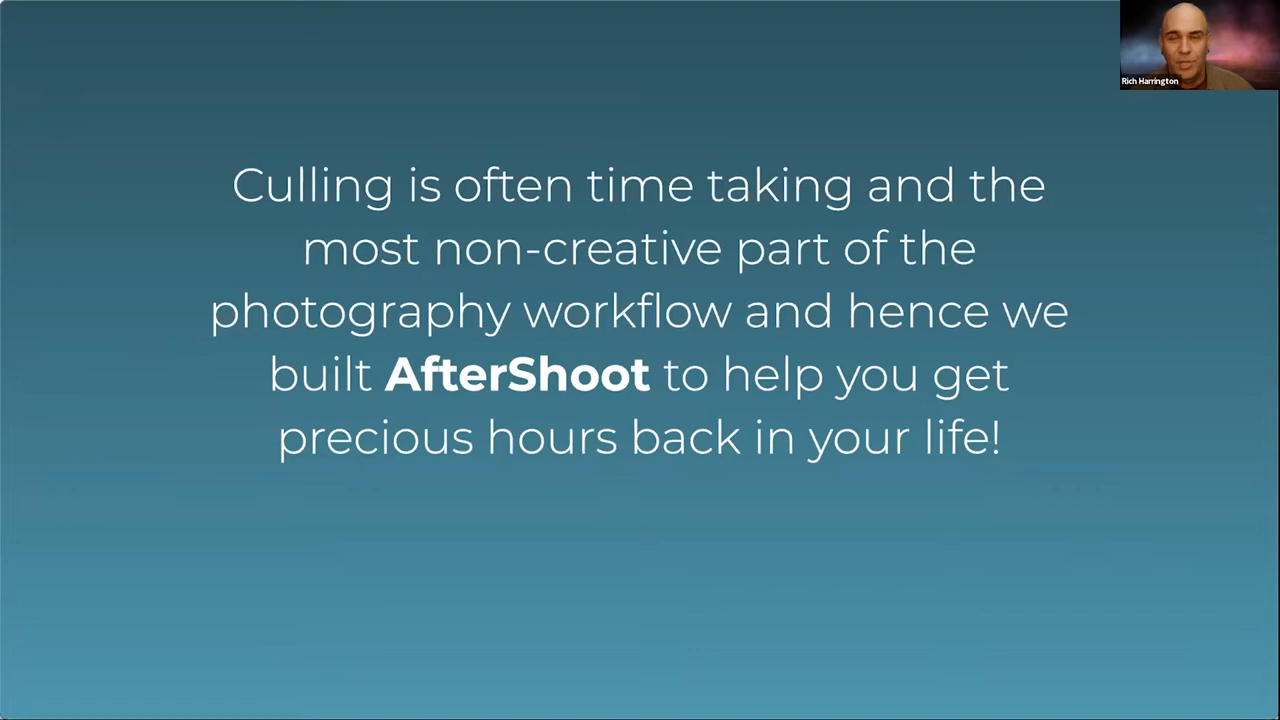 Rich Harrington
Culling is often time taking and the
most non-creative part of the
photography workflow and hence we
built AfterShoot to help you get
precious hours back in your life!